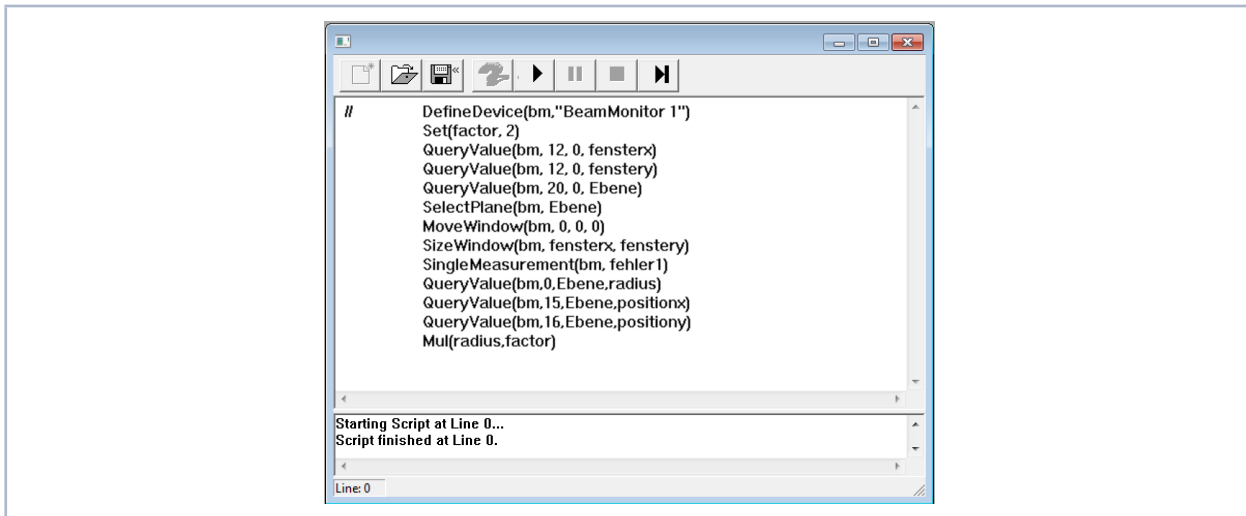 // DefineDevice(bm,"BeamMonitor 1")
Set(factor, 2)
QueryValue(bm, 12, 0, fensterx)
QueryValue(bm, 12, 0, fenstery)
QueryValue(bm, 20, 0, Ebene)
SelectPlane(bm, Ebene)
MoveWindow(bm, 0, 0, 0)
SizeWindow(bm, fensterx, fenstery)
SingleMeasurement(bm, fehler1)
QueryValue(bm,0,Ebene,radius)
QueryValue(bm,15,Ebene,positionx)
QueryValue(bm,16,Ebene,positiony)
Mul(radius,factor)
Starting Script at Line 0...
Script finished at Line 0.
Line: 0